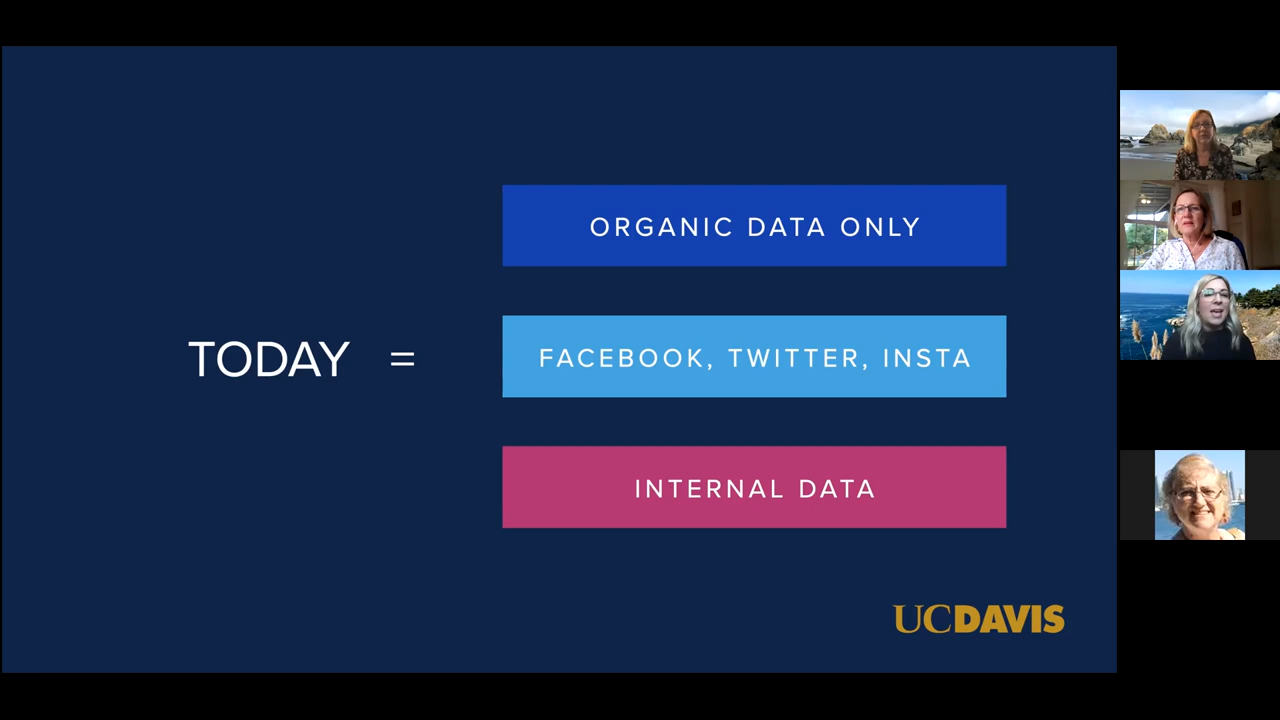 ORGANIC DATA ONLY
TODAY = FACEBOOK, TWITTER, INSTA
INTERNAL DATA
UCDAVIS